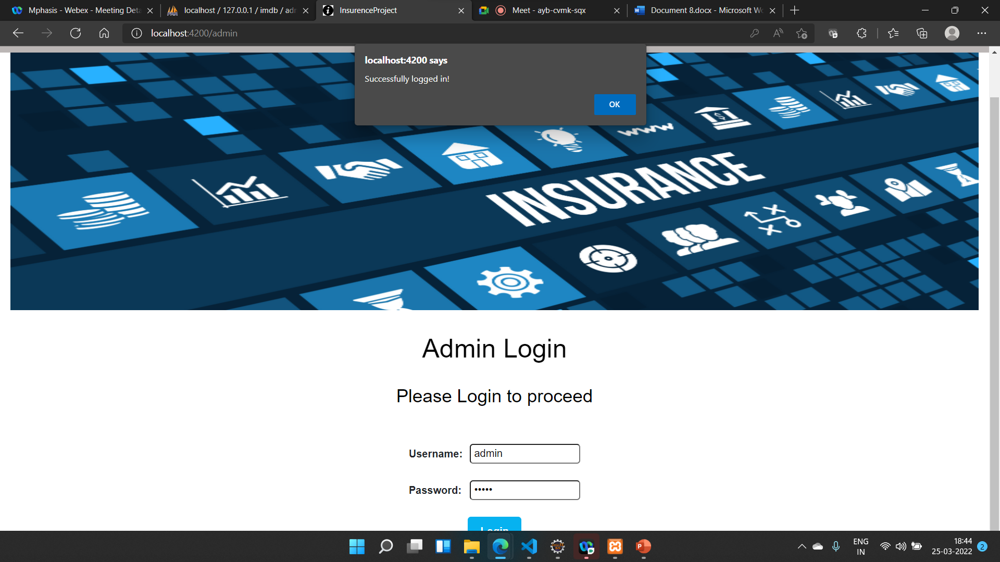 Mphasis - Webex - Meeting Deta
localhost / 127.0.0.1 / imdb / adr
InsurenceProject
Meet - ayb-cvmk-sqx
Document 8.docx - Microsoft Wo
localhost:4200/admin
localhost:4200 says
Successfully logged in!
OK
www
INSURANCE
Admin Login
Please Login to proceed
Username: admin
Password: •••••
Login
ENG
IN
18:44
25-03-2022
2